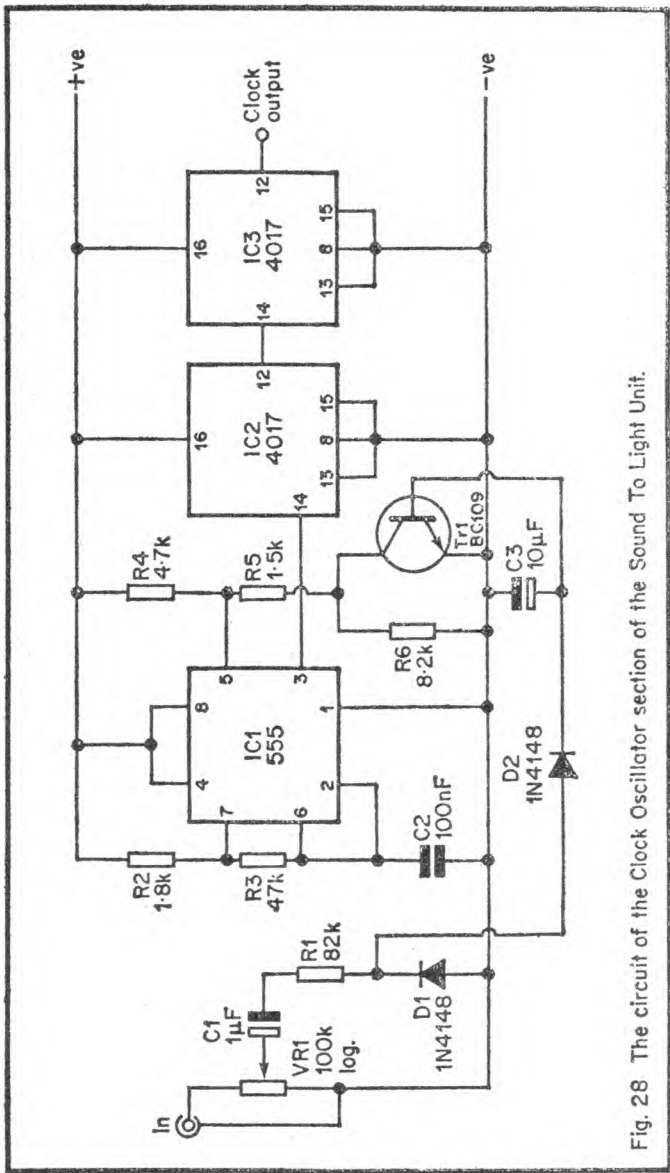 +ve
R2
1·8k
R4
4·7k
16
16
7
4
8
5
IC1
555
R3
47k
6
2
1
3
R5
1·5k
14
IC2
4017
12
14
IC3
4017
12
Clock
output
13
8
15
13
8
15
In
VR1
100k
log.
C1
1µF
R1
82k
C2
100nF
R6
8·2k
Tr1
BC109
D1
1N4148
−ve
C3
10µF
D2
1N4148
Fig. 28 The circuit of the Clock Oscillator section of the Sound To Light Unit.